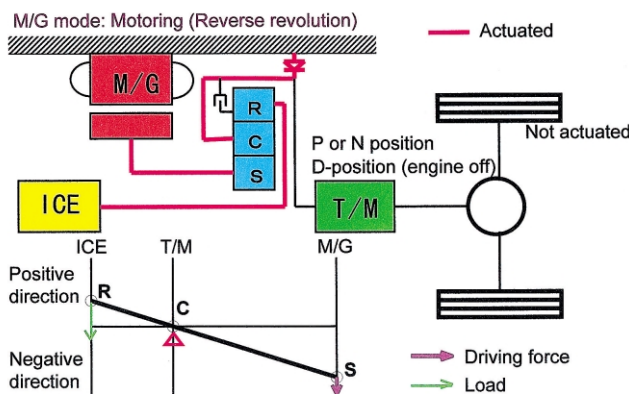 M/G mode: Motoring (Reverse revolution)
Actuated
M/G
R
C
S
P or N position
D-position (engine off)
Not actuated
ICE
T/M
ICE
T/M
M/G
Positive
direction
R
C
Negative
direction
S
Driving force
Load